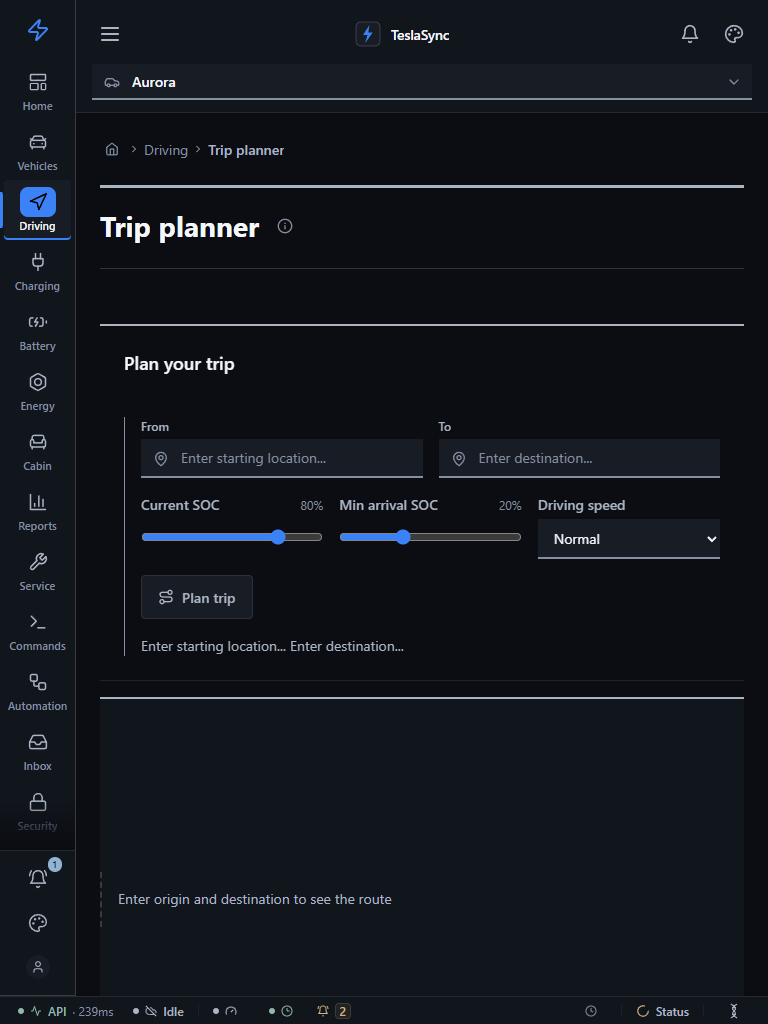 TeslaSync
Aurora
Home
Vehicles
Driving
Charging
Battery
Energy
Cabin
Reports
Service
Commands
Automation
Inbox
Security
1
Driving
Trip planner
Trip planner
Plan your trip
From
To
Enter starting location...
Enter destination...
Current SOC
80%
Min arrival SOC
20%
Driving speed
Normal
Plan trip
Enter starting location... Enter destination...
Enter origin and destination to see the route
API · 239ms
Idle
2
Status